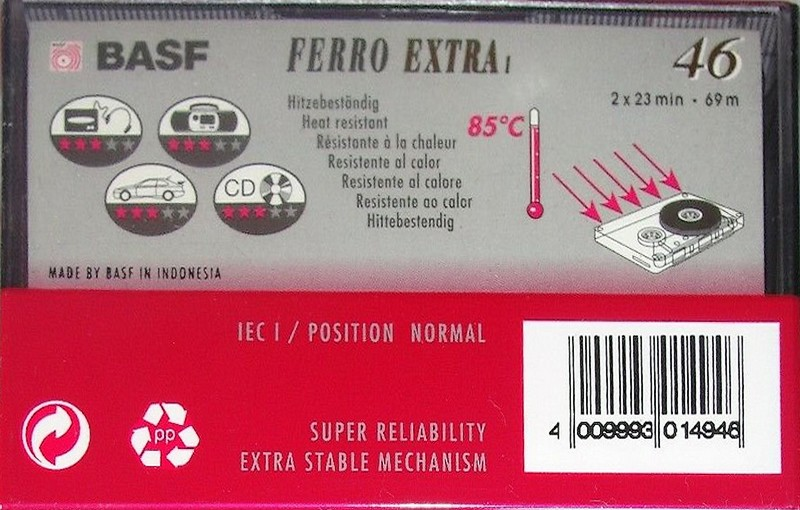 BASF
FERRO EXTRA I
46
2 x 23 min · 69 m
Hitzebeständig
Heat resistant
Résistante à la chaleur
Resistente al calor
Resistente al calore
Resistente ao calor
Hittebestendig
85°C
CD
MADE BY BASF IN INDONESIA
IEC I / POSITION NORMAL
SUPER RELIABILITY
EXTRA STABLE MECHANISM
PP
4 009993 014946